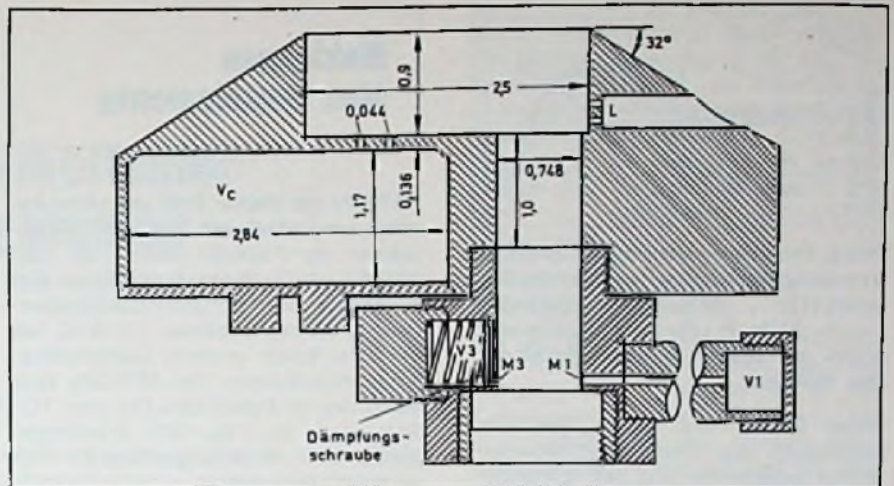 32°
0,9
2,5
L
0,044
0,748
1,0
V_C
1,17
0,136
2,84
V3
M3
M1
V1
Dämpfungs-
schraube